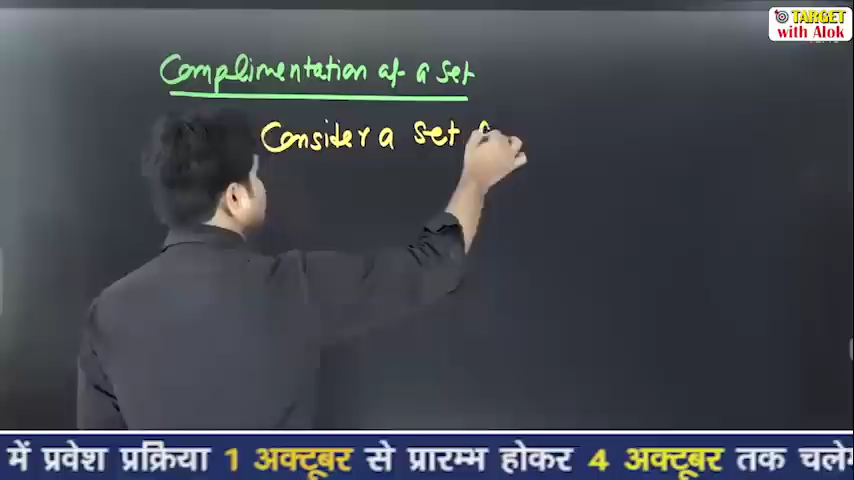 TARGET
with Alok
Complimentation of a set
Consider a set
में प्रवेश प्रक्रिया 1 अक्टूबर से प्रारम्भ होकर 4 अक्टूबर तक चले